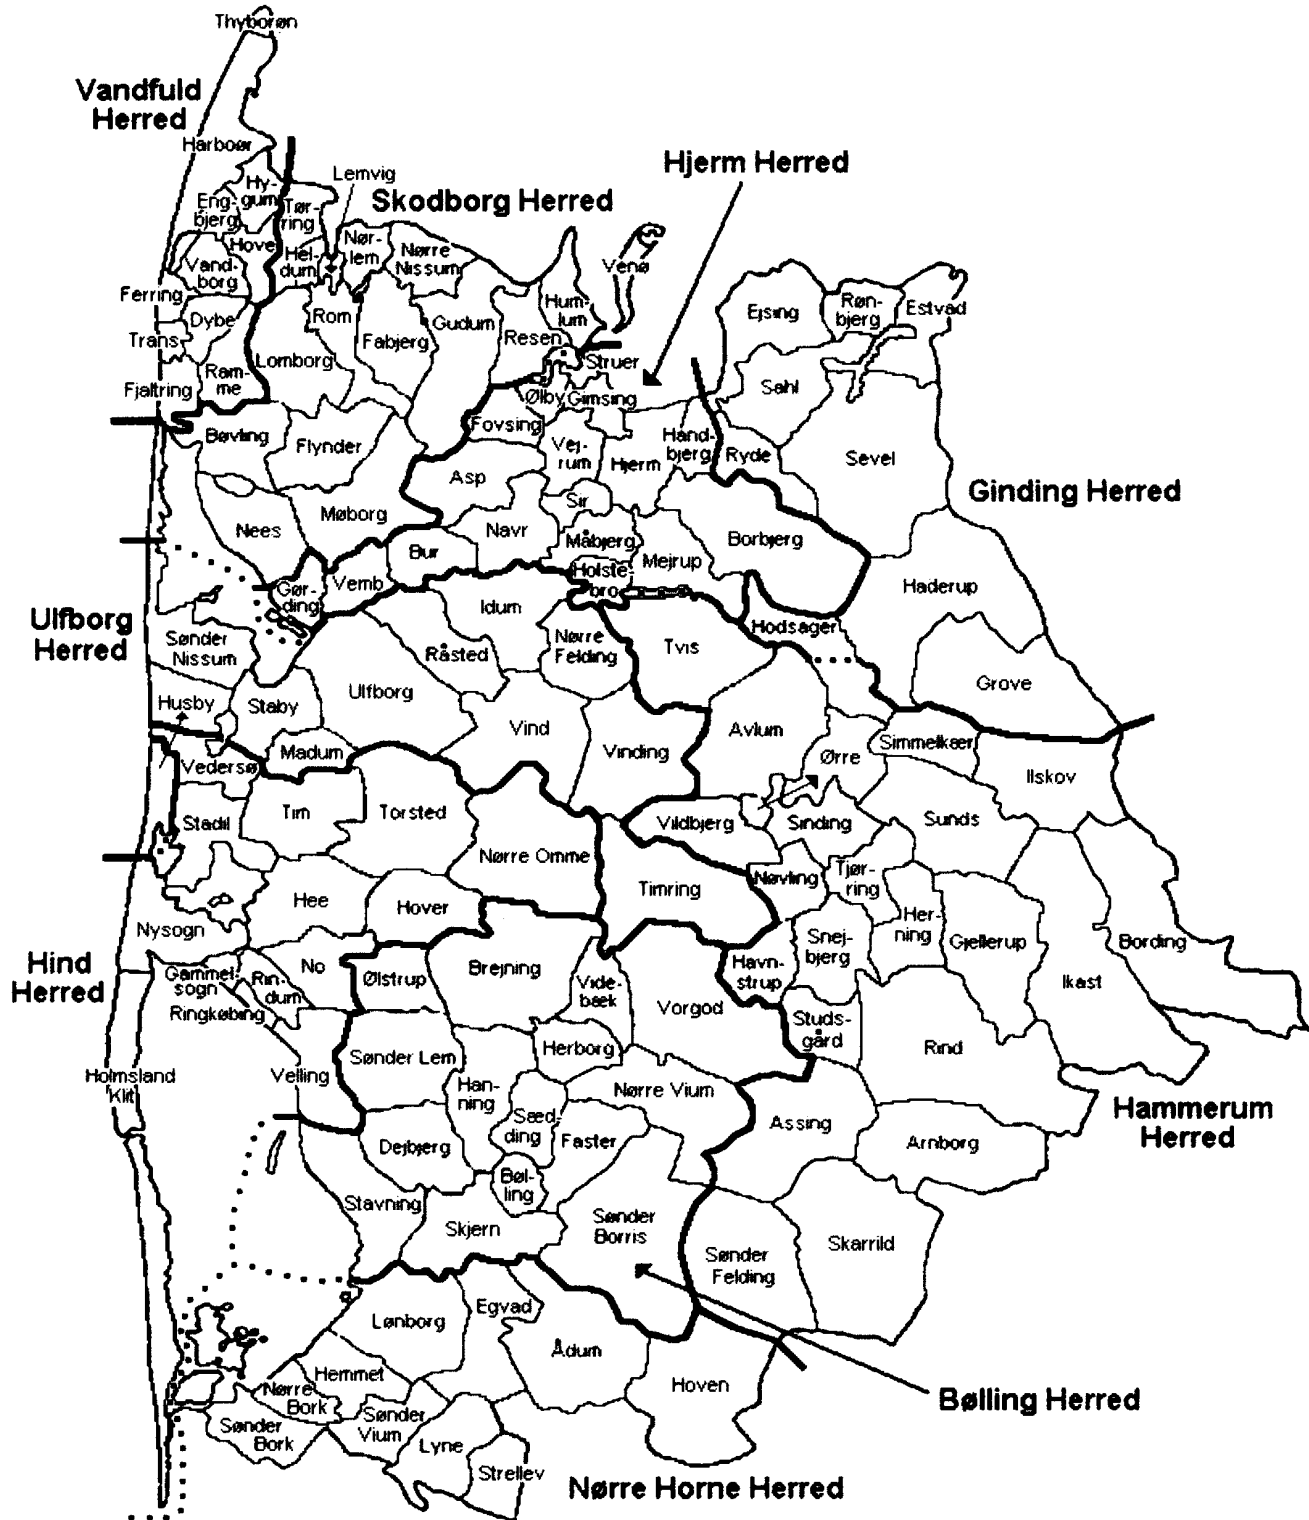 Thyborøn
Vandfuld
Herred
Harboør
Lemvig
Hjerm Herred
Skodborg Herred
Hy-
gum
Eng-
bjerg
Tør-
ring
Hove
Hel-
dum
Nør-
lem
Nørre
Nissum
Venø
Vand-
borg
Ferring
Dybe
Trans
Rom
Fabjerg
Gudum
Hum-
lum
Resen
Struer
Ejsing
Røn-
bjerg
Estvad
Lomborg
Ram-
me
Fjaltring
Ølby
Gimsing
Sahl
Bøvling
Flynder
Fovsing
Vej-
rum
Hjerm
Hand-
bjerg
Ryde
Sevel
Asp
Ginding Herred
Sir
Nees
Møborg
Navr
Måbjerg
Mejrup
Borbjerg
Bur
Holste-
bro
Gør-
ding
Vemb
Haderup
Idum
Ulfborg
Herred
Hodsager
Sønder
Nissum
Råsted
Nørre
Felding
Tvis
Grove
Husby
Staby
Ulfborg
Vind
Vinding
Avlum
Ørre
Simmelkær
Madum
Vedersø
Ilskov
Stadil
Tim
Torsted
Vildbjerg
Sinding
Sunds
Nørre Omme
Timring
Nøvling
Tjør-
ring
Hee
Hover
Her-
ning
Gjellerup
Nysogn
Snej-
bjerg
Bording
Hind
Herred
Gammel-
sogn
Rin-
dum
No
Ølstrup
Brejning
Vide-
bæk
Havn-
strup
Ikast
Ringkøbing
Vorgod
Studs-
gård
Sønder Lem
Herborg
Rind
Holmsland
Klit
Velling
Han-
ning
Nørre Vium
Hammerum
Herred
Sæd-
ding
Faster
Assing
Arnborg
Dejbjerg
Bøl-
ling
Stavning
Skjern
Sønder
Borris
Sønder
Felding
Skarrild
Egvad
Lønborg
Ådum
Hemmet
Hoven
Nørre
Bork
Bølling Herred
Sønder
Bork
Sønder
Vium
Lyne
Strellev
Nørre Horne Herred